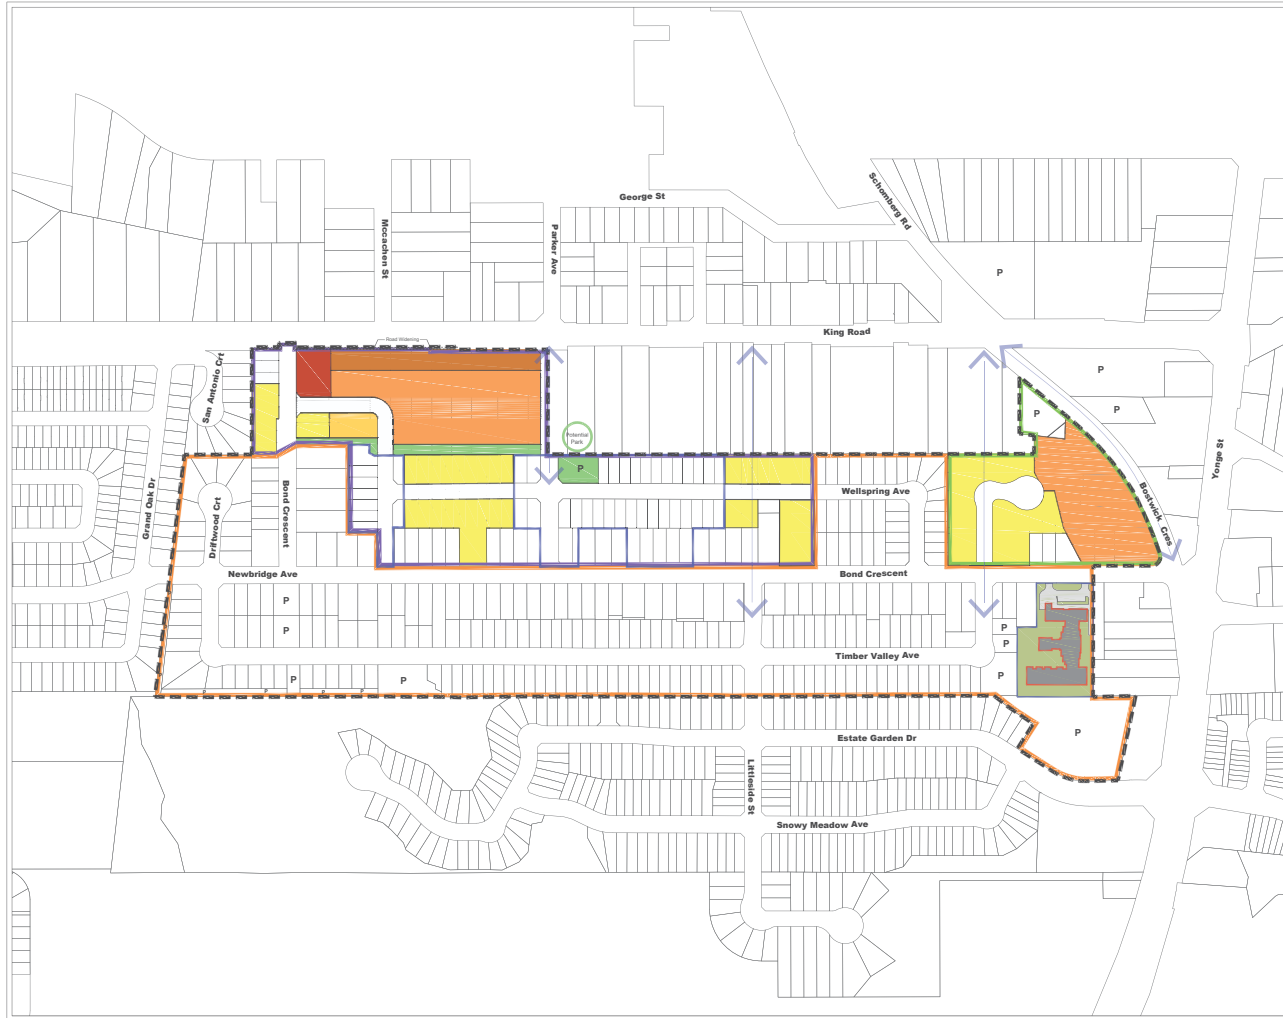 George St
Schomberg Rd
Mccachen St
Parker Ave
P
King Road
Road Widening
San Antonio Crt
P
P
P
Potential
Park
P
Yonge St
Grand Oak Dr
Driftwood Crt
Bond Crescent
Wellspring Ave
Bostwick Cres
Newbridge Ave
Bond Crescent
P
P
P
P
Timber Valley Ave
P
P
P
P
P
P
P
P
Estate Garden Dr
Littleside St
Snowy Meadow Ave